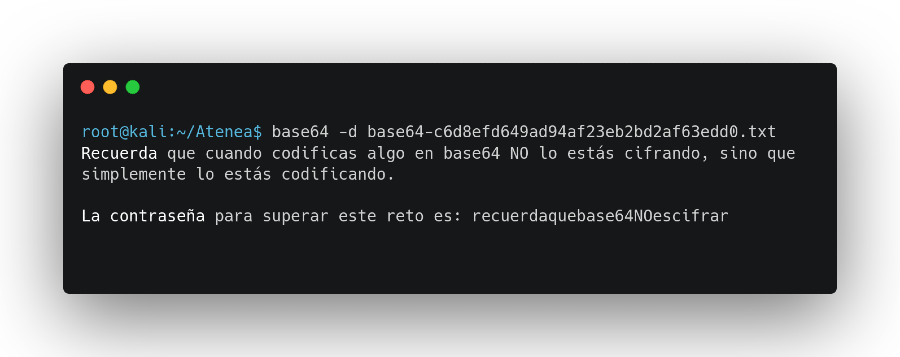 root@kali:~/Atenea$ base64 -d base64-c6d8efd649ad94af23eb2bd2af63edd0.txt
Recuerda que cuando codificas algo en base64 NO lo estás cifrando, sino que
simplemente lo estás codificando.
La contraseña para superar este reto es: recuerdaquebase64NOescifrar